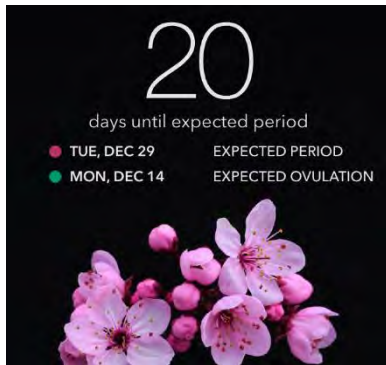 20
days until expected period
TUE, DEC 29 EXPECTED PERIOD
MON, DEC 14 EXPECTED OVULATION